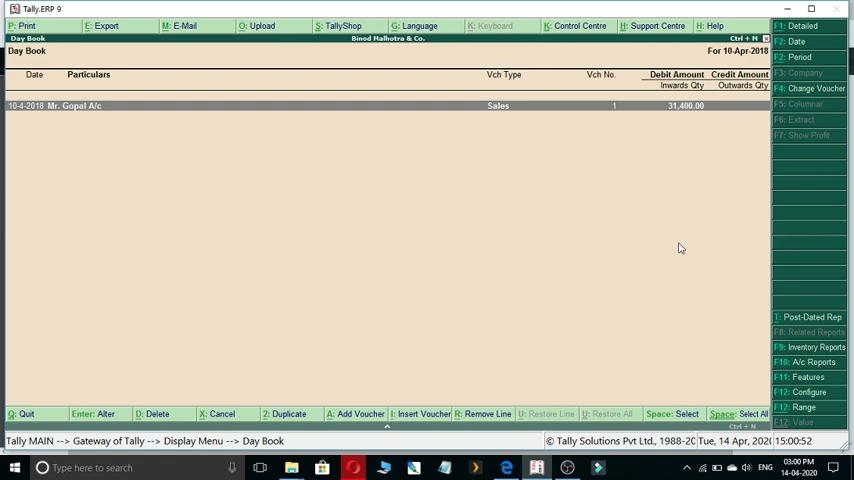 Tally.ERP 9
P: Print E: Export M: E-Mail O: Upload S: TallyShop G: Language K: Keyboard K: Control Centre H: Support Centre H: Help
F1: Detailed
Day Book Binod Malhotra & Co. Ctrl + N
F2: Date
Day Book For 10-Apr-2018
F2: Period
Date Particulars Vch Type Vch No. Debit Amount Credit Amount
F3: Company
Inwards Qty Outwards Qty
F4: Change Voucher
10-4-2018 Mr. Gopal A/c Sales 1 31,400.00
F5: Columnar
F6: Extract
F7: Show Profit
T: Post-Dated Rep
F8: Related Reports
F9: Inventory Reports
F10: A/c Reports
F11: Features
F12: Configure
F12: Range
F12: Value
Q: Quit Enter: Alter D: Delete X: Cancel 2: Duplicate A: Add Voucher I: Insert Voucher R: Remove Line U: Restore Line U: Restore All Space: Select Space: Select All
Ctrl + N
Tally MAIN --> Gateway of Tally --> Display Menu --> Day Book © Tally Solutions Pvt Ltd., 1988-20 Tue, 14 Apr, 2020 15:00:52
Type here to search ENG 03:00 PM
14-04-2020